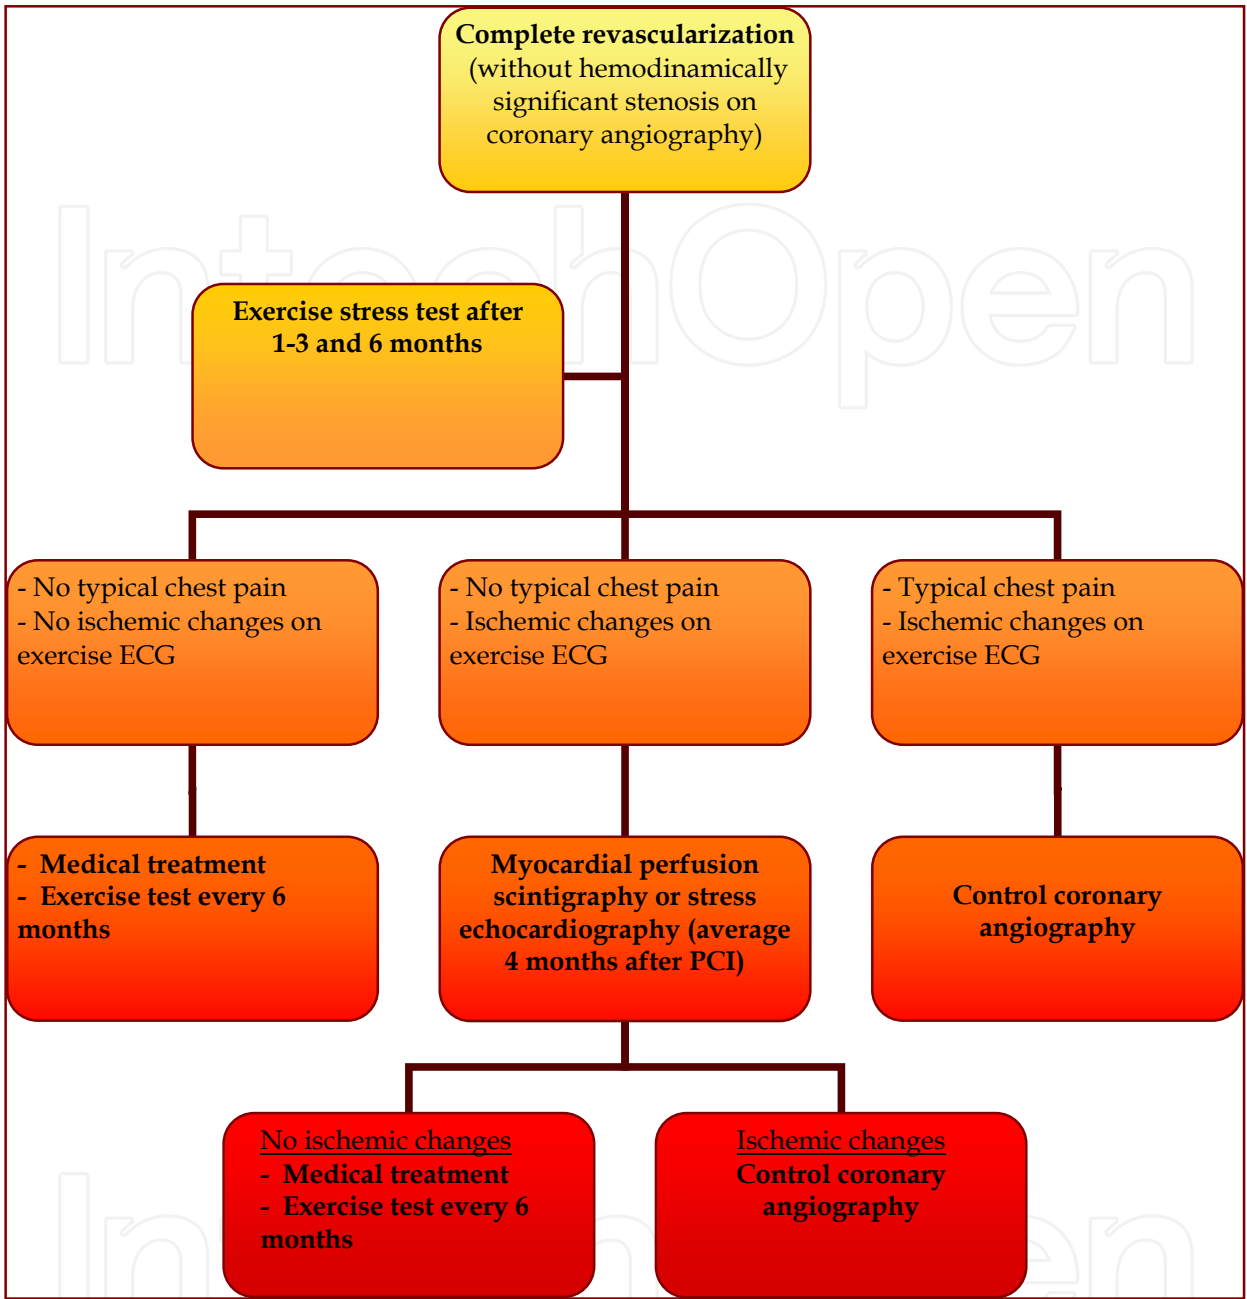 Complete revascularization
(without hemodinamically
significant stenosis on
coronary angiography)
IntechOpen
Exercise stress test after
1-3 and 6 months
- No typical chest pain
- No ischemic changes on
exercise ECG
- No typical chest pain
- Ischemic changes on
exercise ECG
- Typical chest pain
- Ischemic changes on
exercise ECG
- Medical treatment
- Exercise test every 6
months
Myocardial perfusion
scintigraphy or stress
echocardiography (average
4 months after PCI)
Control coronary
angiography
No ischemic changes
- Medical treatment
- Exercise test every 6
months
Ischemic changes
Control coronary
angiography